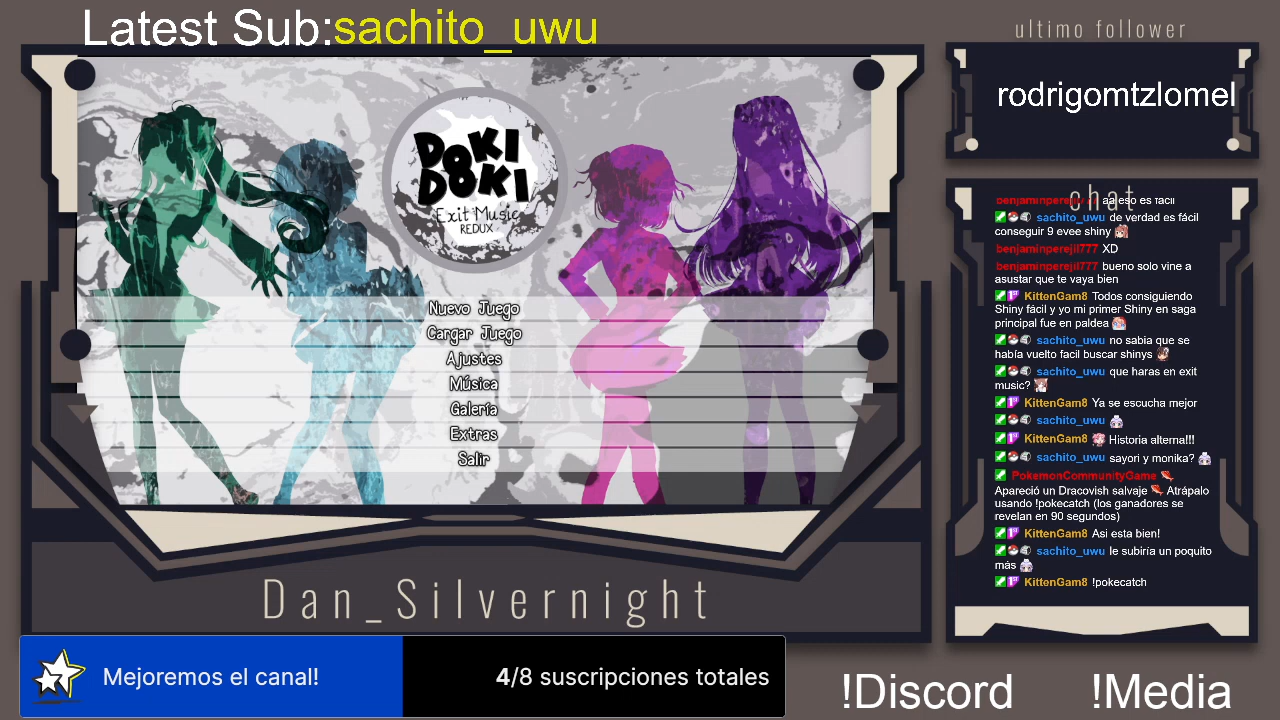 Latest Sub:sachito_uwu
ultimo follower
rodrigomtzlomel
DOKI
DOKI
Exit Music
REDUX
Nuevo Juego
Cargar Juego
Ajustes
Música
Galería
Extras
Salir
Dan_Silvernight
Mejoremos el canal!
4/8 suscripciones totales
chat
sachito_uwu de verdad es fácil
conseguir 9 evee shiny
benjaminperejil777 XD
benjaminperejil777 bueno solo vine a
asustar que te vaya bien
KittenGam8 Todos consiguiendo
Shiny fácil y yo mi primer Shiny en saga
principal fue en paldea
sachito_uwu no sabia que se
había vuelto facil buscar shinys
sachito_uwu que haras en exit
music?
KittenGam8 Ya se escucha mejor
sachito_uwu
KittenGam8 Historia alterna!!!
sachito_uwu sayori y monika?
PokemonCommunityGame
Apareció un Dracovish salvaje Atrápalo
usando !pokecatch (los ganadores se
revelan en 90 segundos)
KittenGam8 Asi esta bien!
sachito_uwu le subiría un poquito
más
KittenGam8 !pokecatch
!Discord
!Media